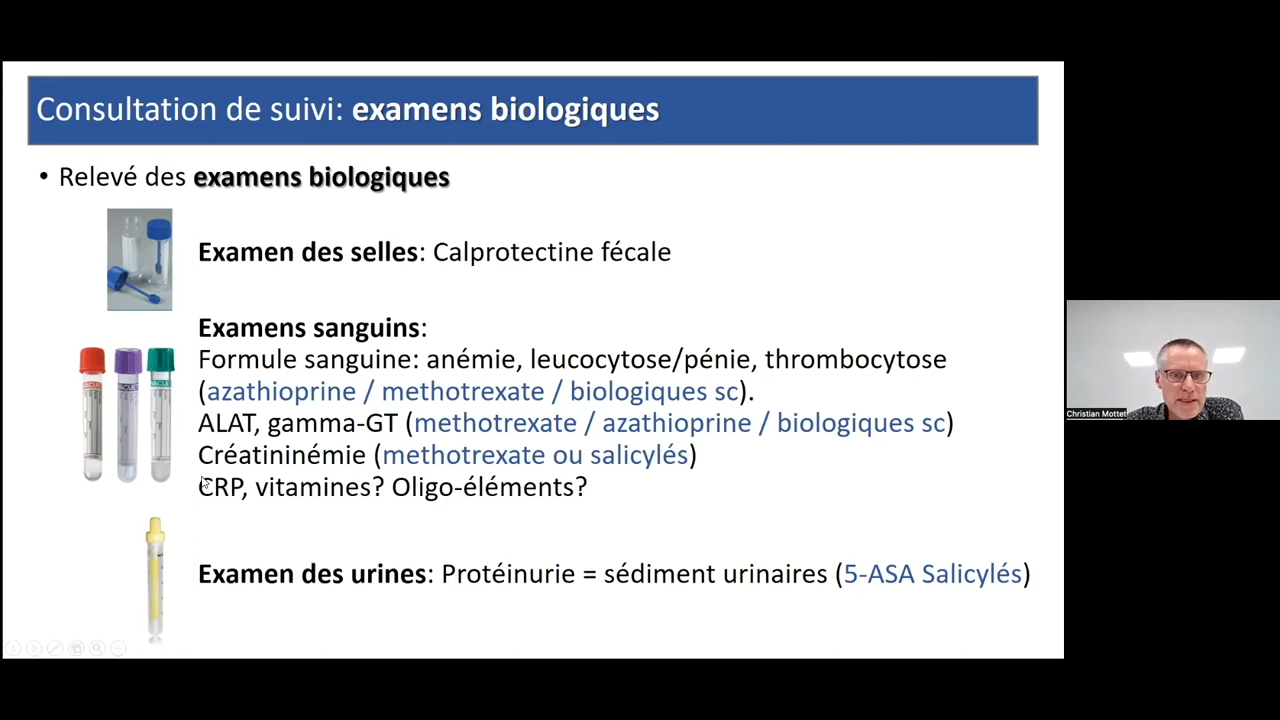 Consultation de suivi: examens biologiques
• Relevé des examens biologiques
Examen des selles: Calprotectine fécale
Examens sanguins:
Formule sanguine: anémie, leucocytose/pénie, thrombocytose
(azathioprine / methotrexate / biologiques sc).
ALAT, gamma-GT (methotrexate / azathioprine / biologiques sc)
Créatininémie (methotrexate ou salicylés)
CRP, vitamines? Oligo-éléments?
Examen des urines: Protéinurie = sédiment urinaires (5-ASA Salicylés)
Christian Mottet